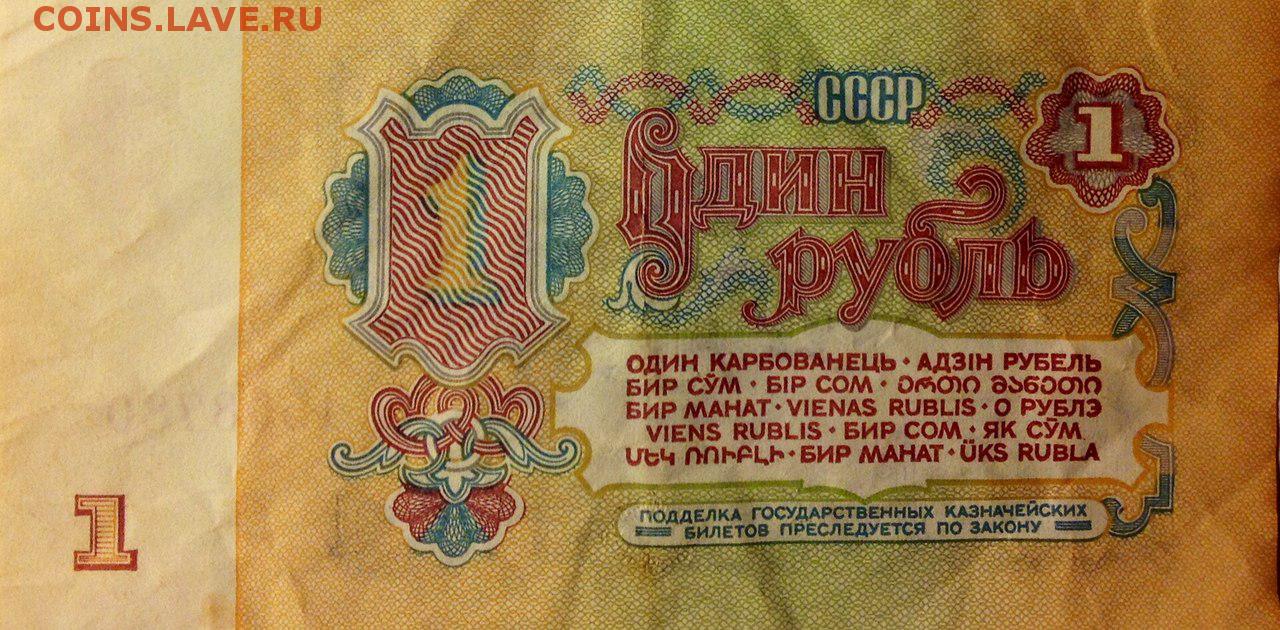 COINS.LAVE.RU
СССР
1
1
Один
рубль
ОДИН КАРБОВАНЕЦЬ · АДЗІН РУБЕЛЬ
БИР СЎМ · БІР СОМ · ერთი მანეთი
БИР МАНАТ · VIENAS RUBLIS · О РУБЛЭ
VIENS RUBLIS · БИР СОМ · ЯК СӮМ
ՄԵԿ ՌՈՒԲԼԻ · БИР МАНАТ · ÜKS RUBLA
ПОДДЕЛКА ГОСУДАРСТВЕННЫХ КАЗНАЧЕЙСКИХ
БИЛЕТОВ ПРЕСЛЕДУЕТСЯ ПО ЗАКОНУ
1